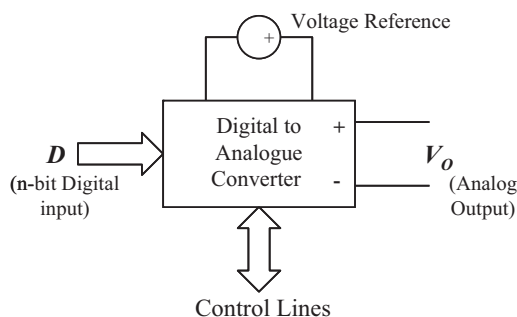 Voltage Reference
+
Digital to
Analogue
Converter
+
-
D
(n-bit Digital
input)
Vo
(Analog
Output)
Control Lines